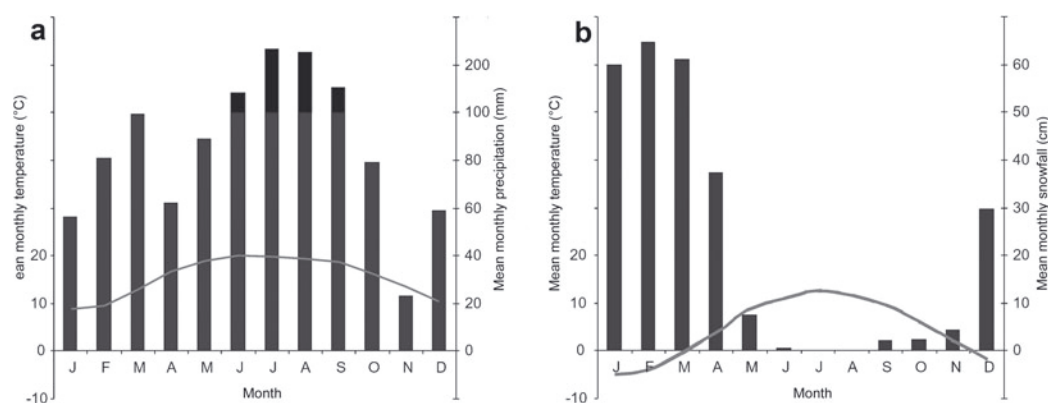 a
ean monthly temperature (°C)
20
10
0
-10
200
100
80
60
40
20
0
Mean monthly precipitation (mm)
J F M A M J J A S O N D
Month
b
Mean monthly temperature (°C)
20
10
0
-10
60
50
40
30
20
10
0
Mean monthly snowfall (cm)
J F M A M J J A S O N D
Month